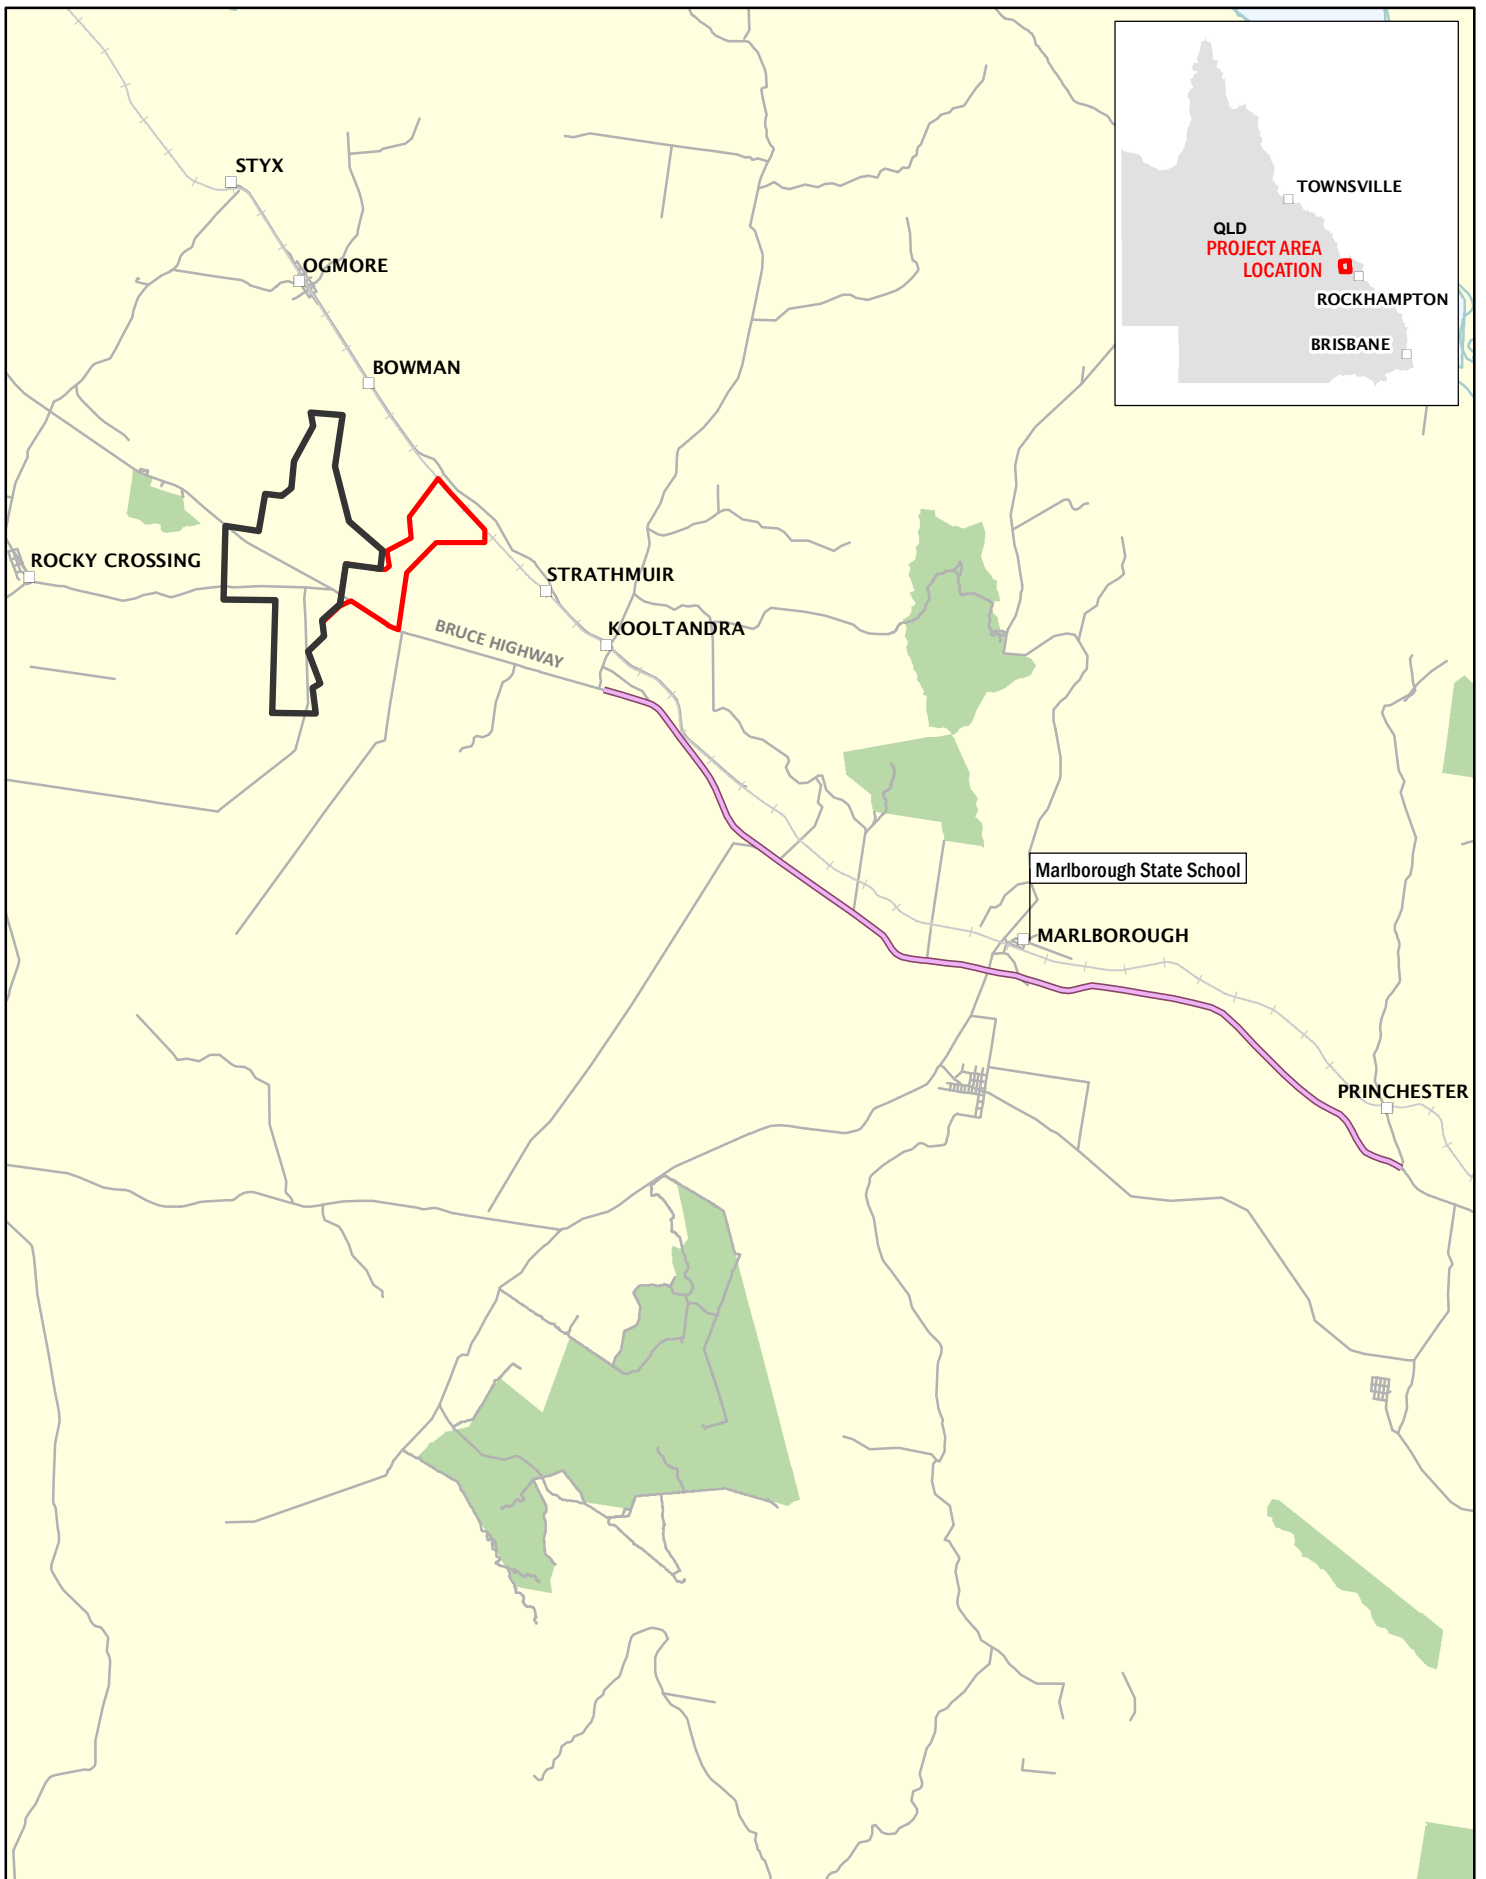 STYX
TOWNSVILLE
QLD
PROJECT AREA
LOCATION
OGMORE
ROCKHAMPTON
BRISBANE
BOWMAN
ROCKY CROSSING
STRATHMUIR
KOOLTANDRA
BRUCE HIGHWAY
Marlborough State School
MARLBOROUGH
PRINCHESTER